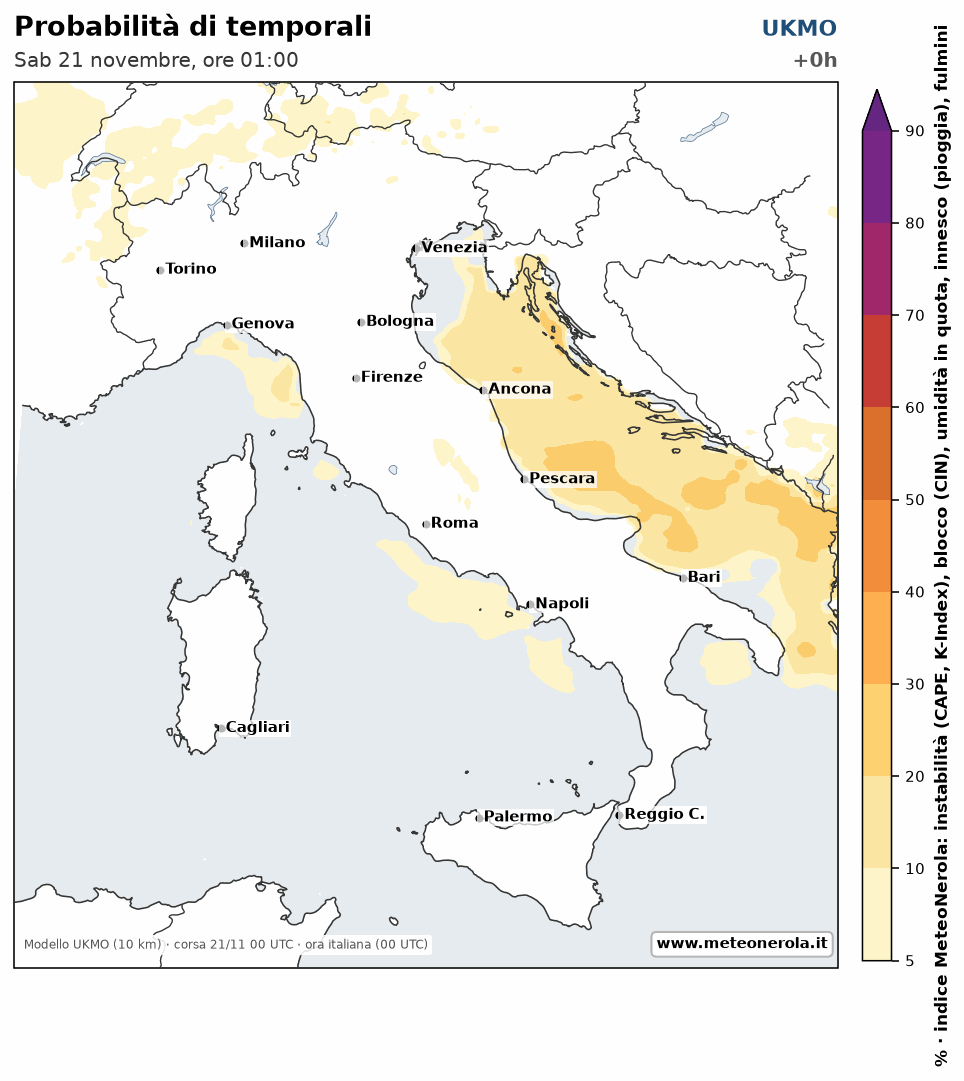 Probabilità di temporali
UKMO
Sab 21 novembre, ore 01:00
+0h
Milano
Venezia
Torino
Genova
Bologna
Firenze
Ancona
Pescara
Roma
Bari
Napoli
Cagliari
Palermo
Reggio C.
Modello UKMO (10 km) · corsa 21/11 00 UTC · ora italiana (00 UTC)
www.meteonerola.it
90
80
70
60
50
40
30
20
10
5
% · indice MeteoNerola: instabilità (CAPE, K-Index), blocco (CIN), umidità in quota, innesco (pioggia), fulmini